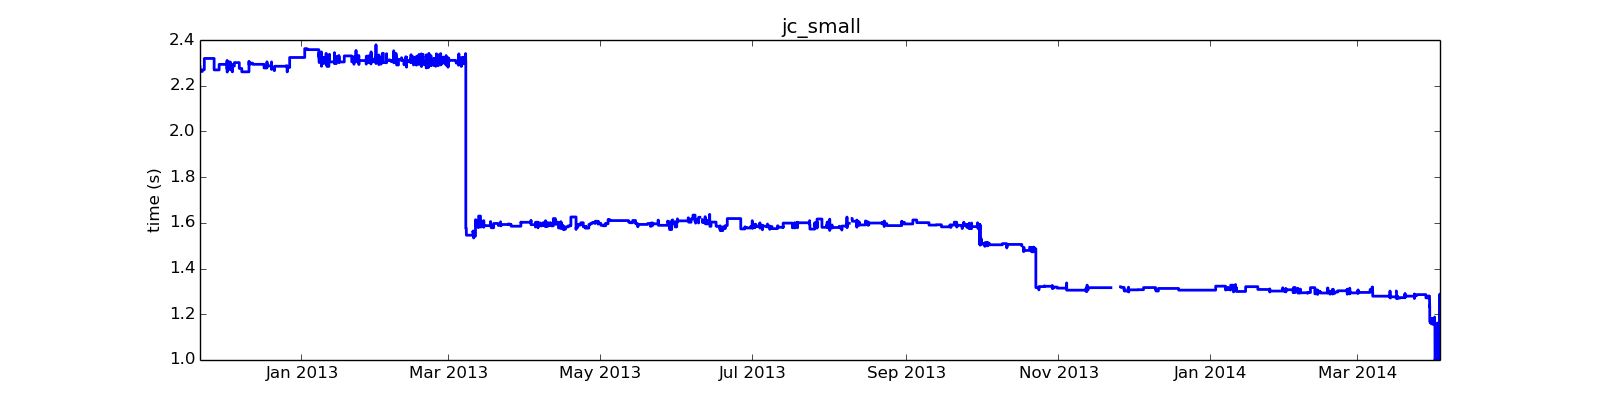 jc_small
time (s)
2.4
2.2
2.0
1.8
1.6
1.4
1.2
1.0
Jan 2013
Mar 2013
May 2013
Jul 2013
Sep 2013
Nov 2013
Jan 2014
Mar 2014